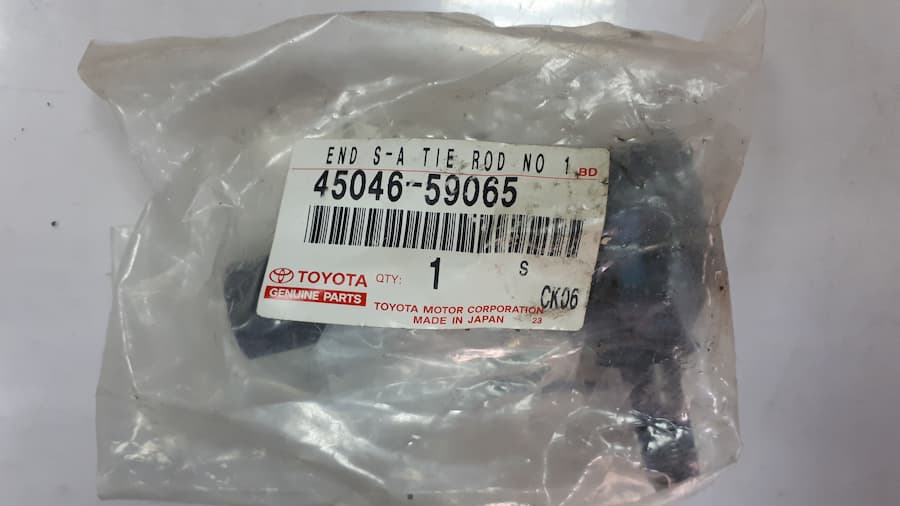 END S-A TIE ROD NO 1
BD
45046-59065
S
TOYOTA QTY: 1
GENUINE PARTS
CK06
TOYOTA MOTOR CORPORATION
MADE IN JAPAN 23